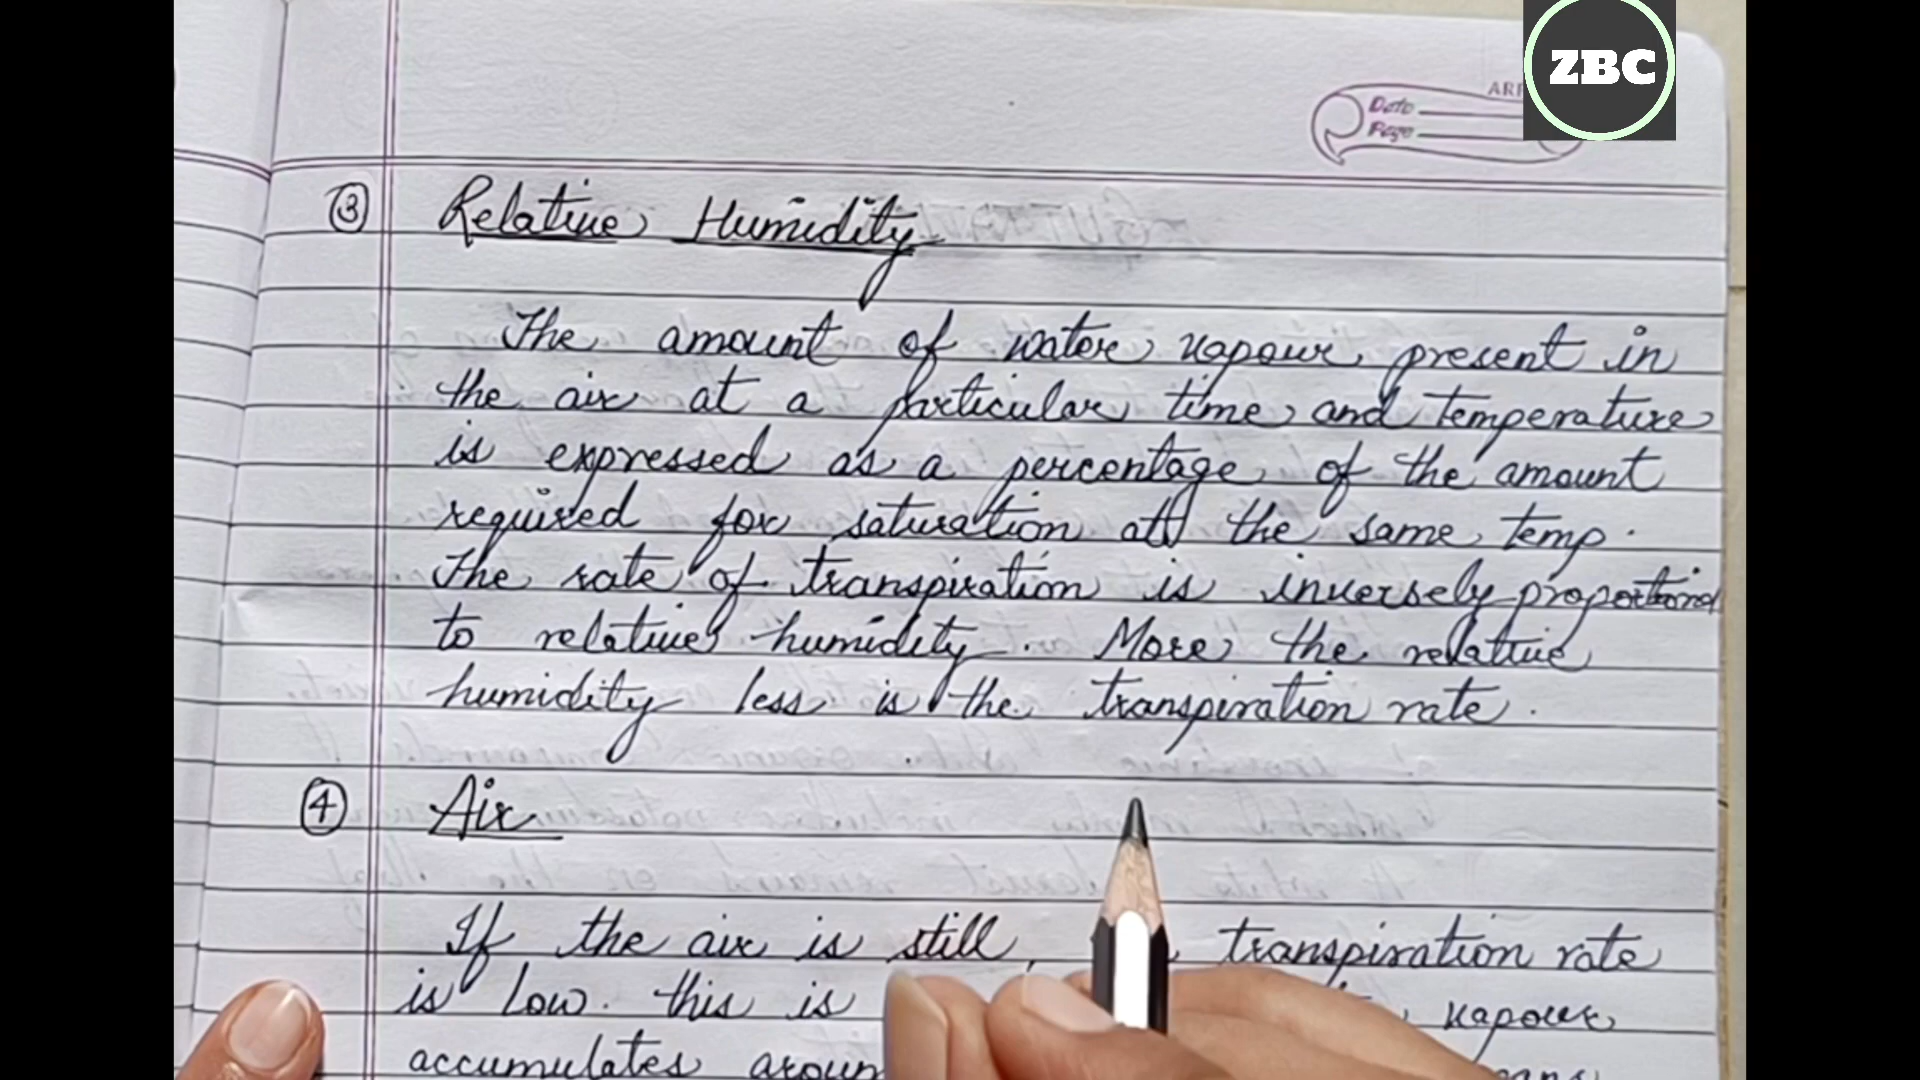 ZBC
Date
Page
③ Relative Humidity
The amount of water vapour present in
the air at a particular time and temperature
is expressed as a percentage of the amount
required for saturation at the same temp.
The rate of transpiration is inversely proportional
to relative humidity. More the relative
humidity less is the transpiration rate.
④ Air
If the air is still, transpiration rate
is low. this is vapour
accumulates